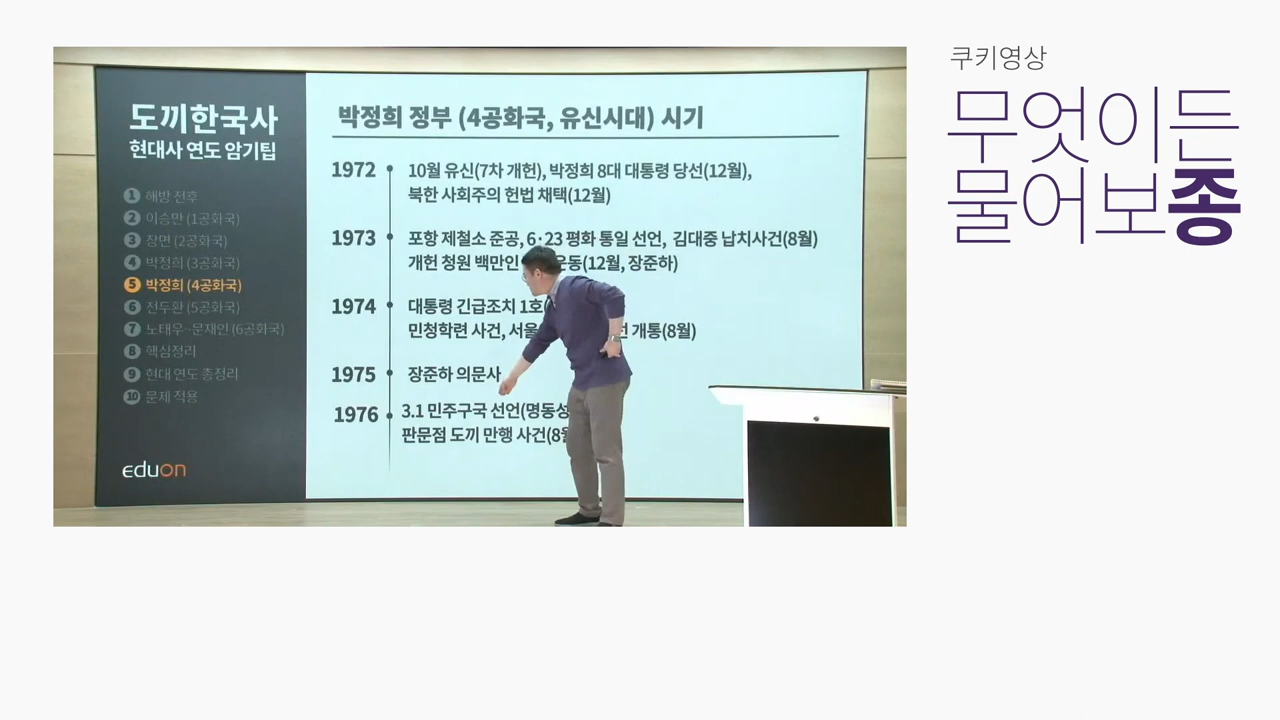 쿠키영상
무엇이든
물어보종
도끼한국사
현대사 연도 암기팁
1 해방 전후
2 이승만 (1공화국)
3 장면 (2공화국)
4 박정희 (3공화국)
5 박정희 (4공화국)
6 전두환 (5공화국)
7 노태우~문재인 (6공화국)
8 핵심정리
9 현대 연도 총정리
10 문제 적용
eduon
박정희 정부 (4공화국, 유신시대) 시기
1972 10월 유신(7차 개헌), 박정희 8대 대통령 당선(12월),
북한 사회주의 헌법 채택(12월)
1973 포항 제철소 준공, 6·23 평화 통일 선언, 김대중 납치사건(8월)
개헌 청원 백만인 운동(12월, 장준하)
1974 대통령 긴급조치 1호(
민청학련 사건, 서울 개통(8월)
1975 장준하 의문사
1976 3.1 민주구국 선언(명동성
판문점 도끼 만행 사건(8월